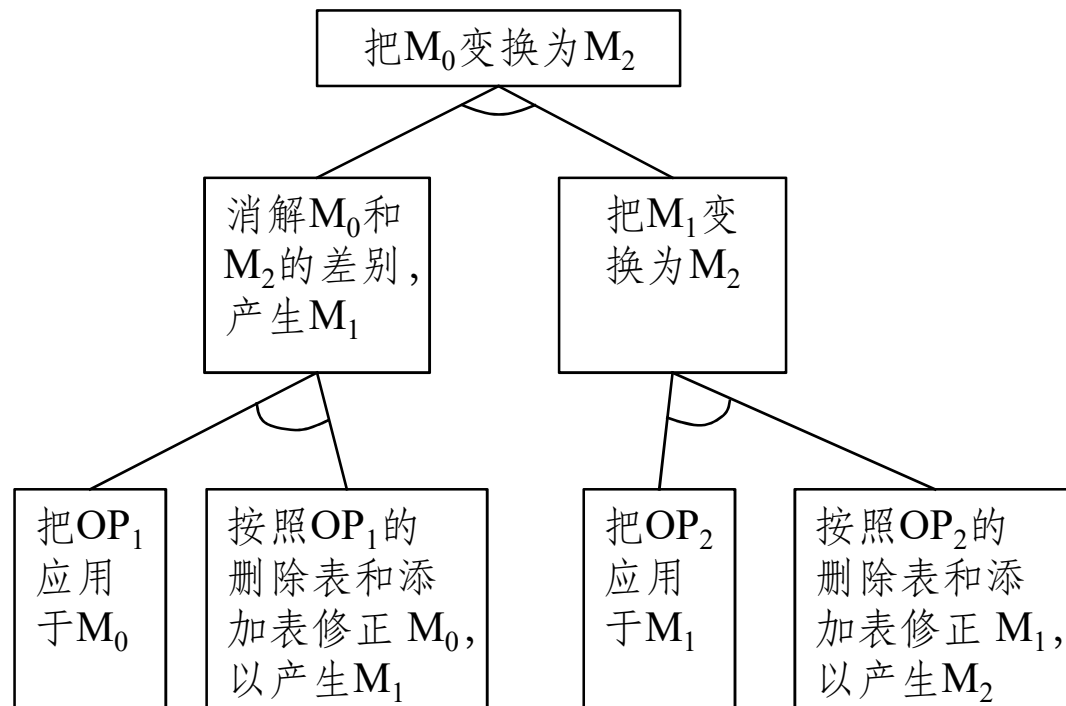 把M₀变换为M₂
消解M₀和
M₂的差别，
产生M₁
把M₁变
换为M₂
把OP₁
应用
于M₀
按照OP₁的
删除表和添
加表修正 M₀，
以产生M₁
把OP₂
应用
于M₁
按照OP₂的
删除表和添
加表修正 M₁，
以产生M₂